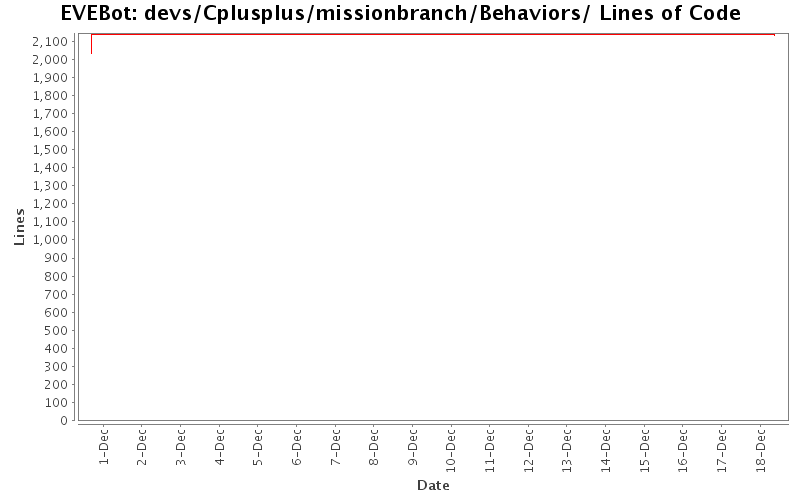 EVEBot: devs/Cplusplus/missionbranch/Behaviors/ Lines of Code
2,100
2,000
1,900
1,800
1,700
1,600
1,500
1,400
1,300
1,200
1,100
1,000
900
800
700
600
500
400
300
200
100
0
Lines
1-Dec
2-Dec
3-Dec
4-Dec
5-Dec
6-Dec
7-Dec
8-Dec
9-Dec
10-Dec
11-Dec
12-Dec
13-Dec
14-Dec
15-Dec
16-Dec
17-Dec
18-Dec
Date